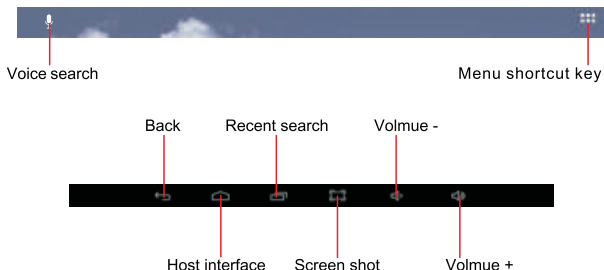 Voice search
Menu shortcut key
Back
Recent search
Volmue -
Host interface
Screen shot
Volmue +